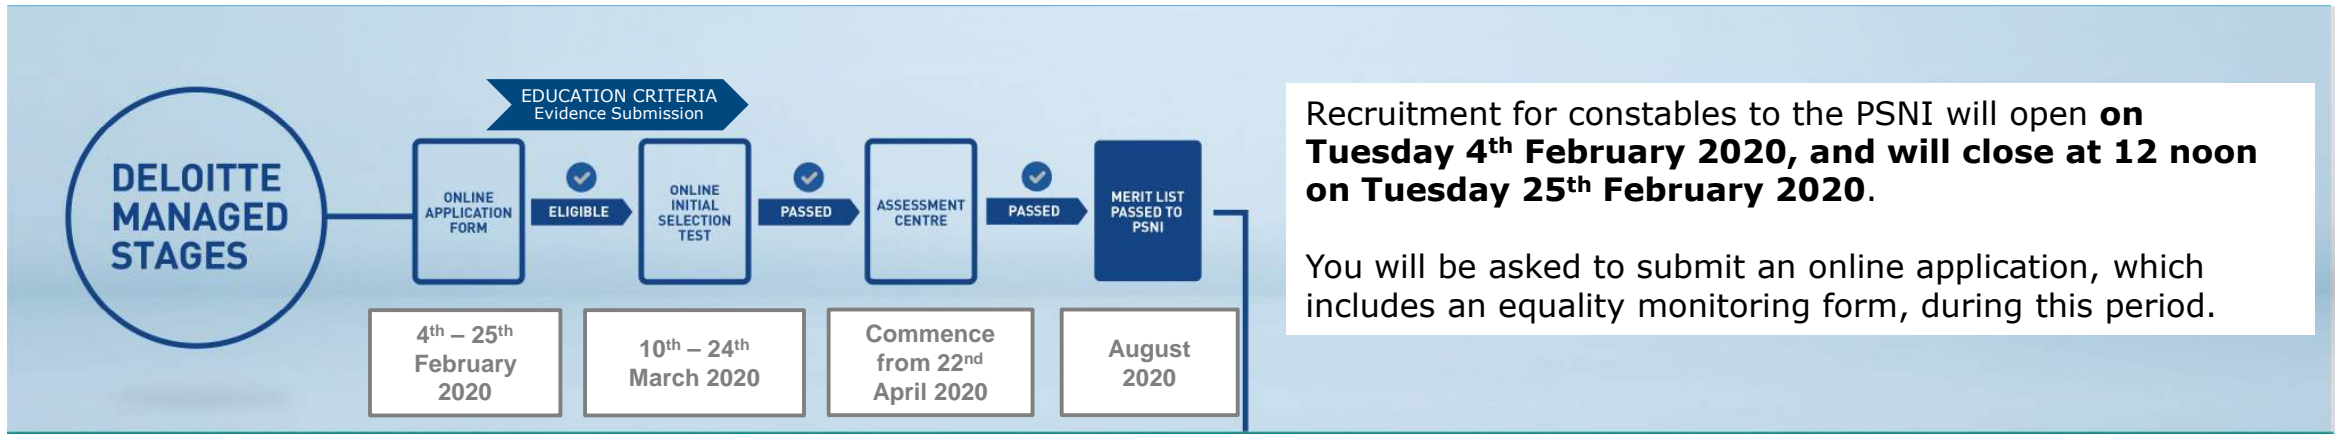 EDUCATION CRITERIA
Evidence Submission
DELOITTE
MANAGED
STAGES
ONLINE
APPLICATION
FORM
ELIGIBLE
ONLINE
INITIAL
SELECTION
TEST
PASSED
ASSESSMENT
CENTRE
PASSED
MERIT LIST
PASSED TO
PSNI
4th – 25th
February
2020
10th – 24th
March 2020
Commence
from 22nd
April 2020
August
2020
Recruitment for constables to the PSNI will open on
Tuesday 4th February 2020, and will close at 12 noon
on Tuesday 25th February 2020.
You will be asked to submit an online application, which
includes an equality monitoring form, during this period.